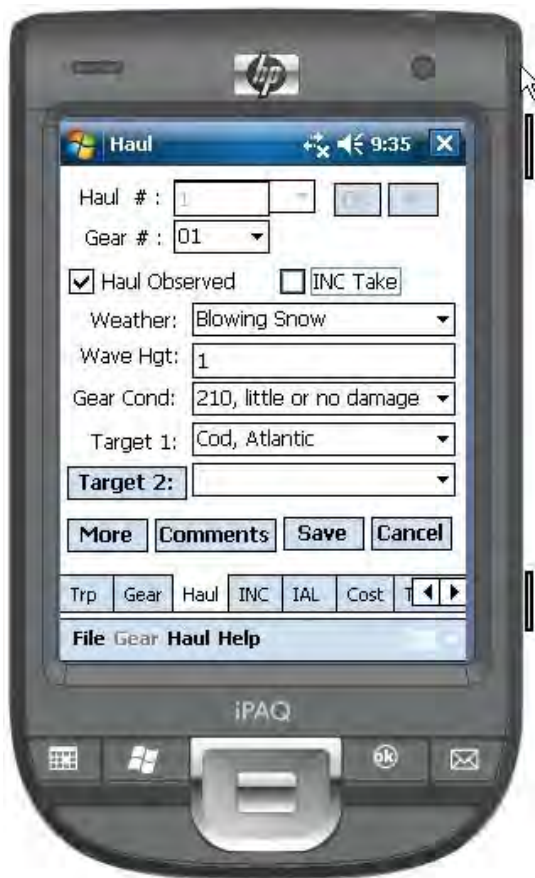 hp
Haul 9:35
Haul # : 1
Gear # : 01
Haul Observed INC Take
Weather: Blowing Snow
Wave Hgt: 1
Gear Cond: 210, little or no damage
Target 1: Cod, Atlantic
Target 2:
More Comments Save Cancel
Trp Gear Haul INC IAL Cost
File Gear Haul Help
iPAQ
ok